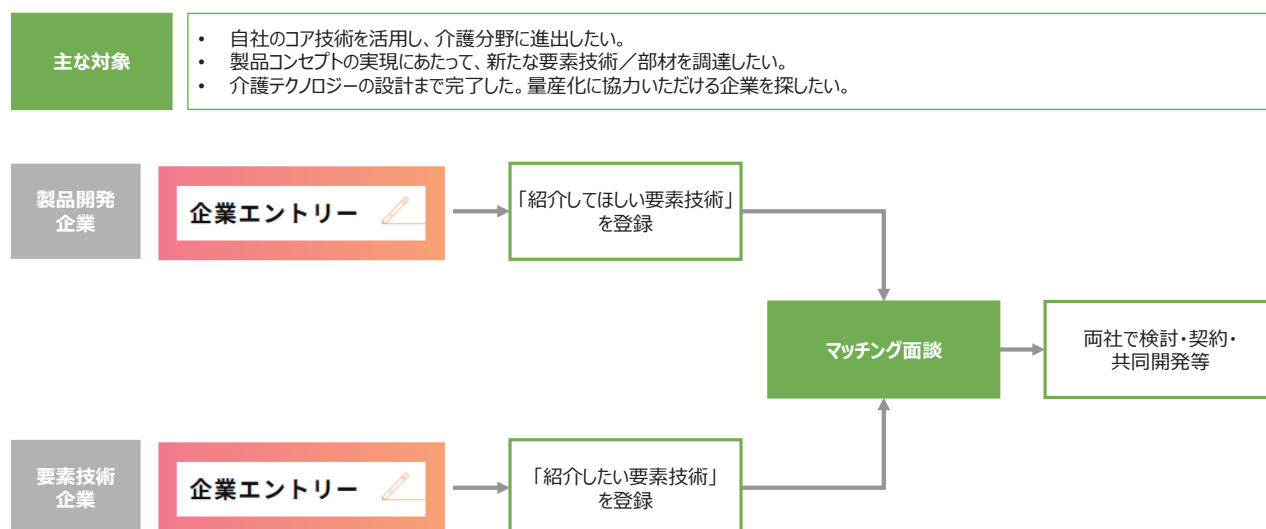 主な対象
• 自社のコア技術を活用し、介護分野に進出したい。
• 製品コンセプトの実現にあたって、新たな要素技術／部材を調達したい。
• 介護テクノロジーの設計まで完了した。量産化に協力いただける企業を探したい。
製品開発
企業
企業エントリー
「紹介してほしい要素技術」
を登録
マッチング面談
両社で検討・契約・
共同開発等
要素技術
企業
企業エントリー
「紹介したい要素技術」
を登録